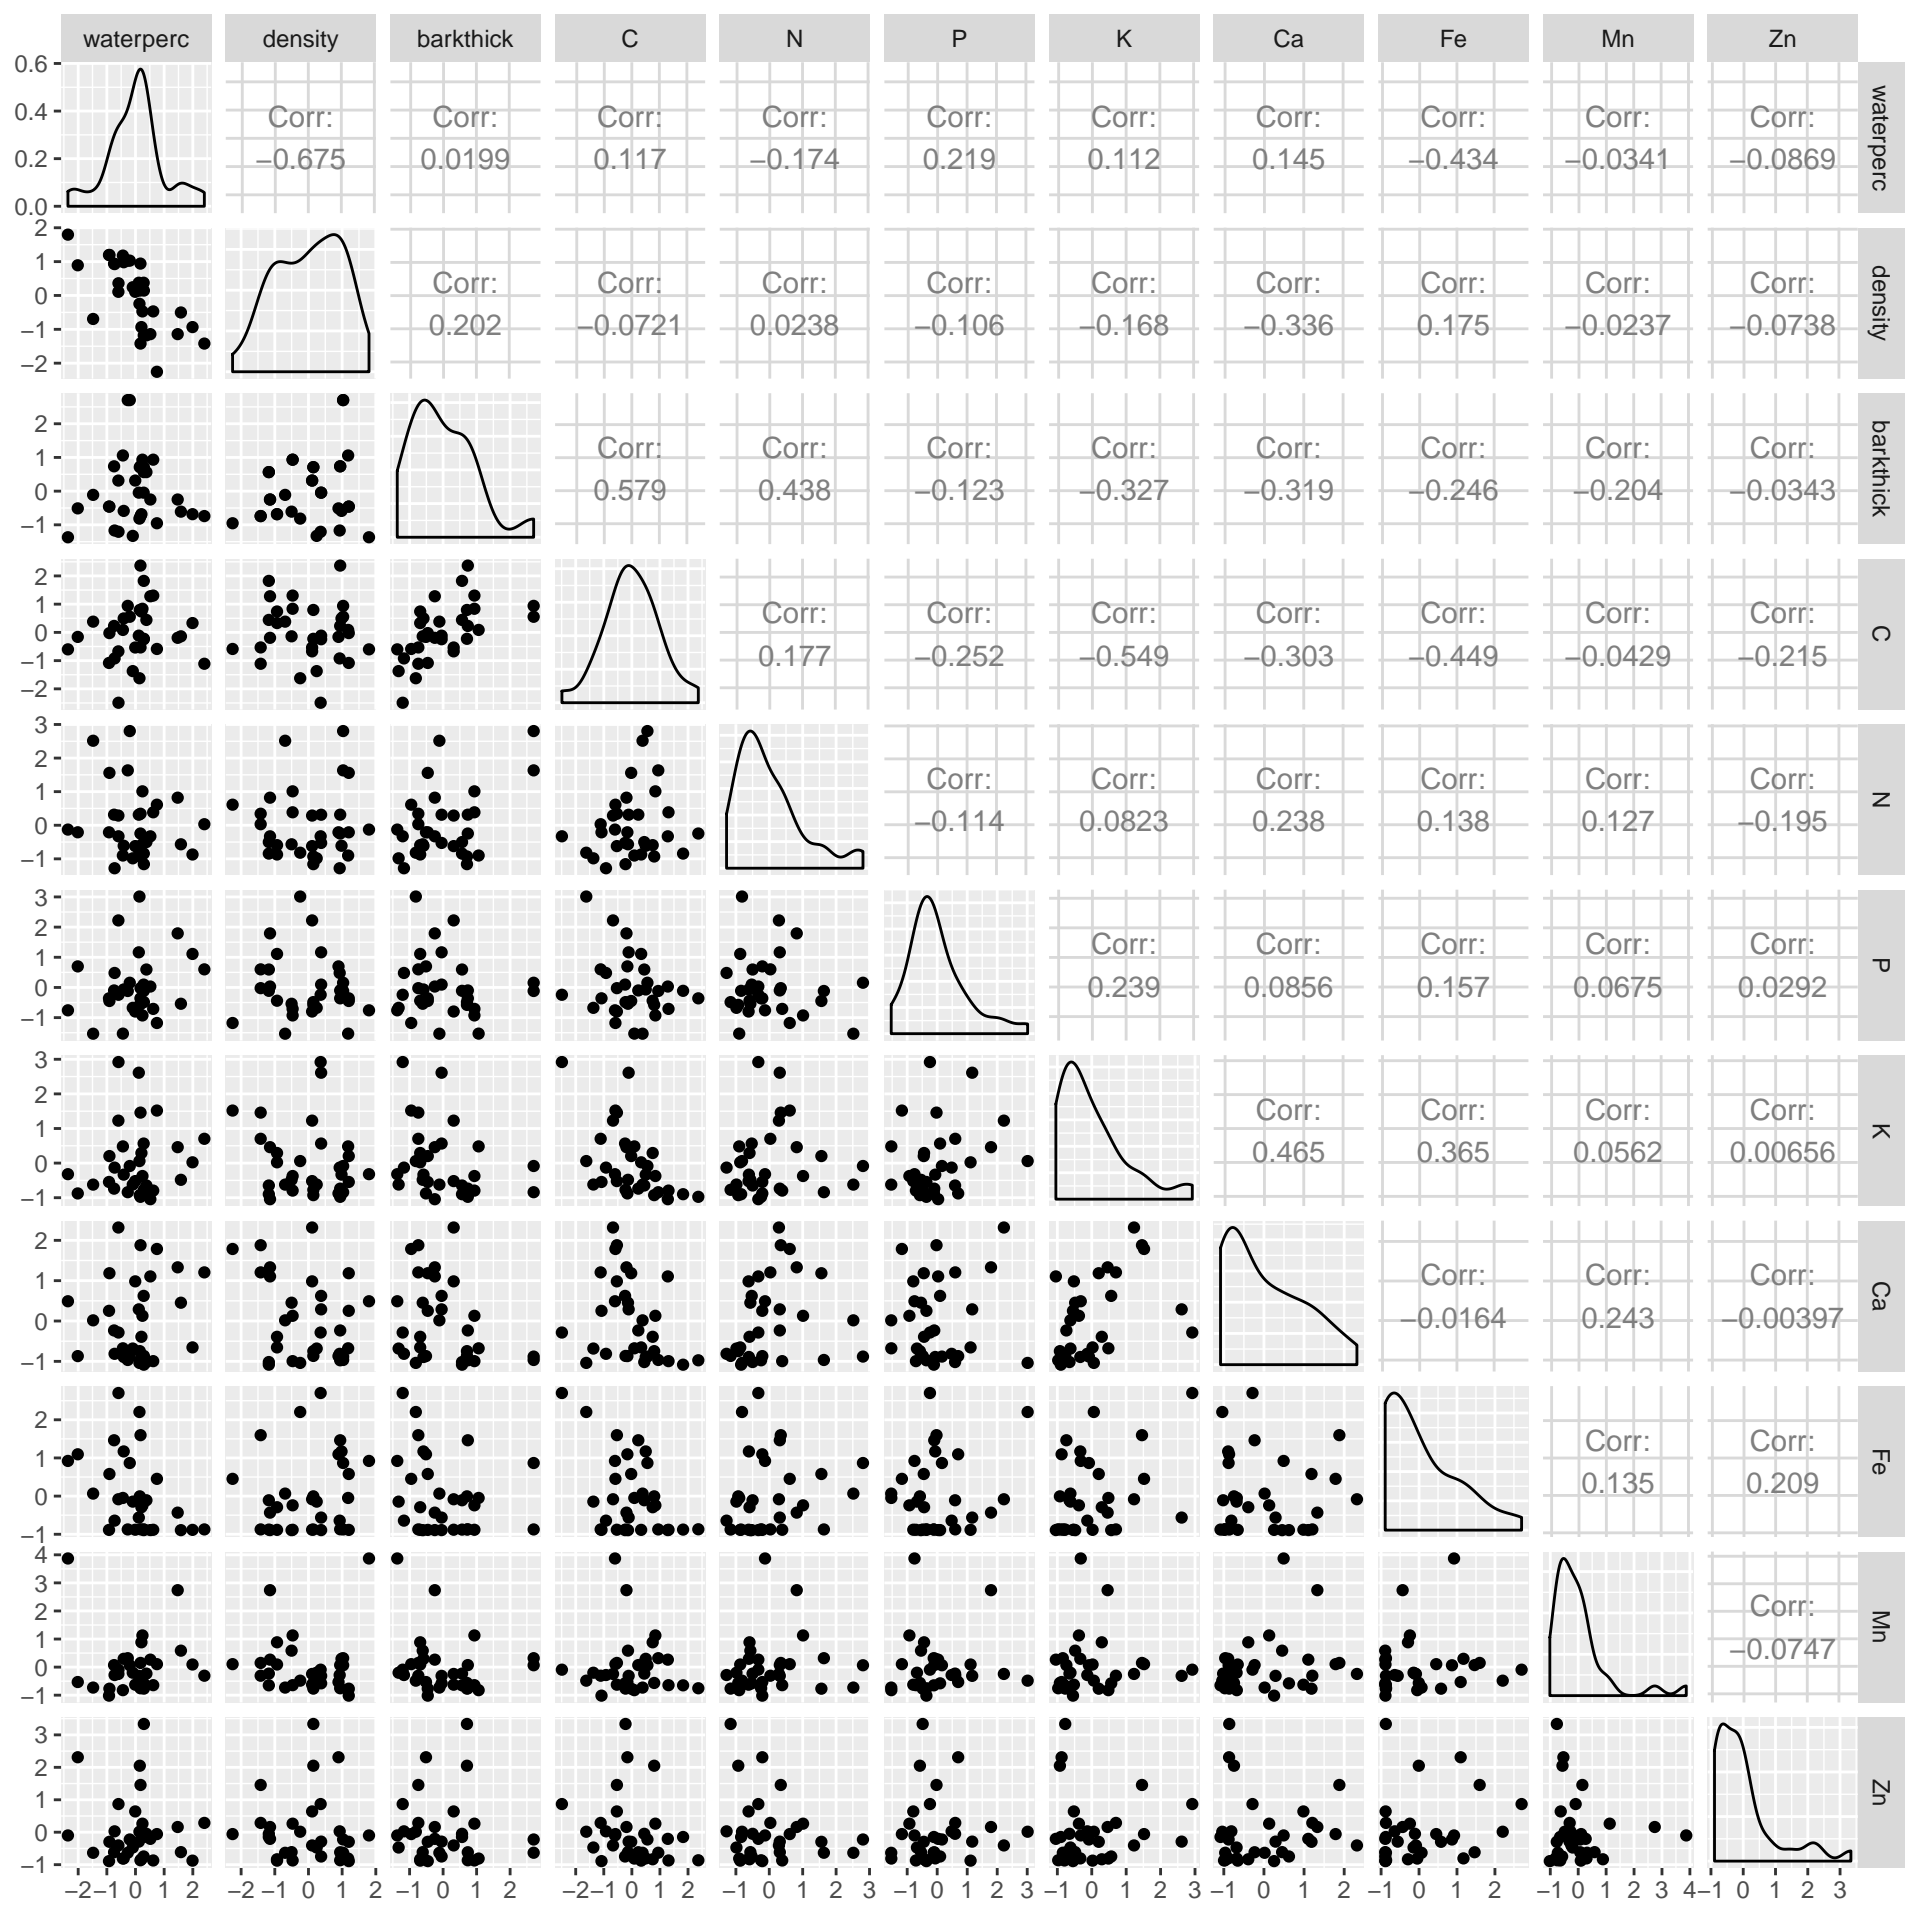 waterperc density barkthick C N P K Ca Fe Mn Zn
0.6
0.4
0.2
0.0
Corr: Corr: Corr: Corr: Corr: Corr: Corr: Corr: Corr: Corr:
−0.675 0.0199 0.117 −0.174 0.219 0.112 0.145 −0.434 −0.0341 −0.0869
waterperc
2
1
0
−1
−2
Corr: Corr: Corr: Corr: Corr: Corr: Corr: Corr: Corr:
0.202 −0.0721 0.0238 −0.106 −0.168 −0.336 0.175 −0.0237 −0.0738
density
2
1
0
−1
Corr: Corr: Corr: Corr: Corr: Corr: Corr: Corr:
0.579 0.438 −0.123 −0.327 −0.319 −0.246 −0.204 −0.0343
barkthick
2
1
0
−1
−2
Corr: Corr: Corr: Corr: Corr: Corr: Corr:
0.177 −0.252 −0.549 −0.303 −0.449 −0.0429 −0.215
C
3
2
1
0
−1
Corr: Corr: Corr: Corr: Corr: Corr:
−0.114 0.0823 0.238 0.138 0.127 −0.195
N
3
2
1
0
−1
Corr: Corr: Corr: Corr: Corr:
0.239 0.0856 0.157 0.0675 0.0292
P
3
2
1
0
−1
Corr: Corr: Corr: Corr:
0.465 0.365 0.0562 0.00656
K
2
1
0
−1
Corr: Corr: Corr:
−0.0164 0.243 −0.00397
Ca
2
1
0
−1
Corr: Corr:
0.135 0.209
Fe
4
3
2
1
0
−1
Corr:
−0.0747
Mn
3
2
1
0
−1
Zn
−2 −1 0 1 2 −2 −1 0 1 2 −1 0 1 2 −2 −1 0 1 2 −1 0 1 2 3 −1 0 1 2 3 −1 0 1 2 3 −1 0 1 2 −1 0 1 2 −1 0 1 2 3 4 −1 0 1 2 3